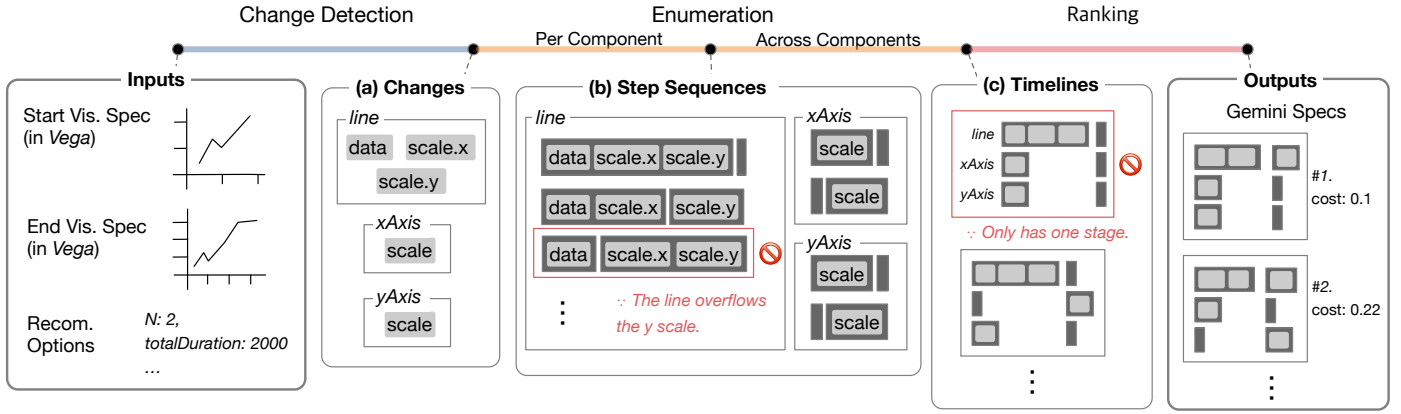 Change Detection
Enumeration
Ranking
Per Component
Across Components
Inputs
Start Vis. Spec
(in Vega)
End Vis. Spec
(in Vega)
Recom.
Options
N: 2,
totalDuration: 2000
...
(a) Changes
line
data
scale.x
scale.y
xAxis
scale
yAxis
scale
(b) Step Sequences
line
data scale.x scale.y
data scale.x scale.y
data scale.x scale.y
∵ The line overflows
the y scale.
⋮
xAxis
scale
scale
yAxis
scale
scale
(c) Timelines
line
xAxis
yAxis
∵ Only has one stage.
⋮
Outputs
Gemini Specs
#1.
cost: 0.1
#2.
cost: 0.22
⋮